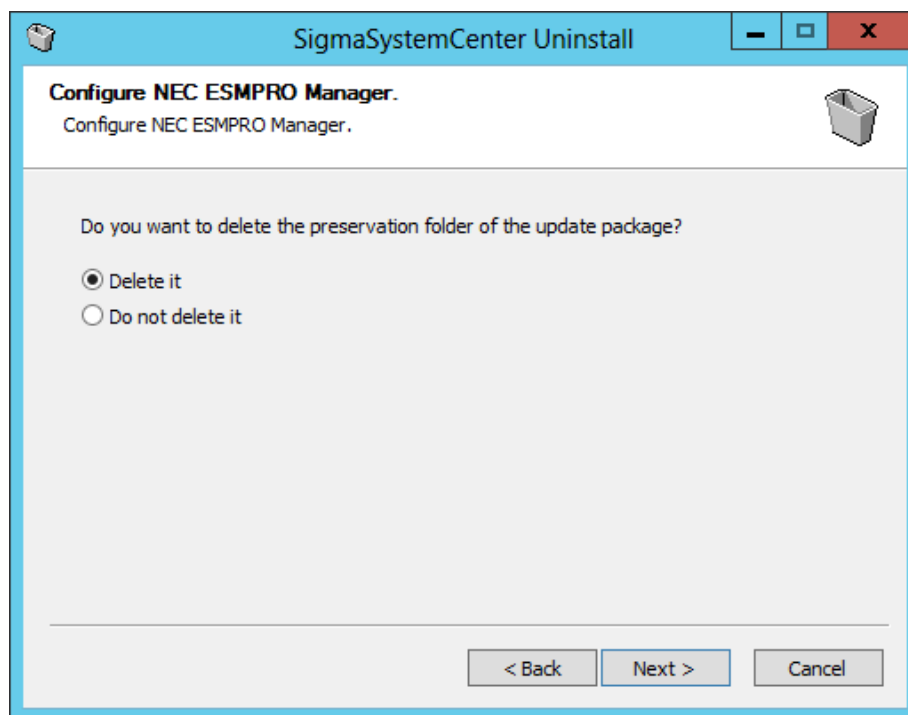 SigmaSystemCenter Uninstall
Configure NEC ESMPRO Manager.
Configure NEC ESMPRO Manager.
Do you want to delete the preservation folder of the update package?
Delete it
Do not delete it
< Back Next > Cancel